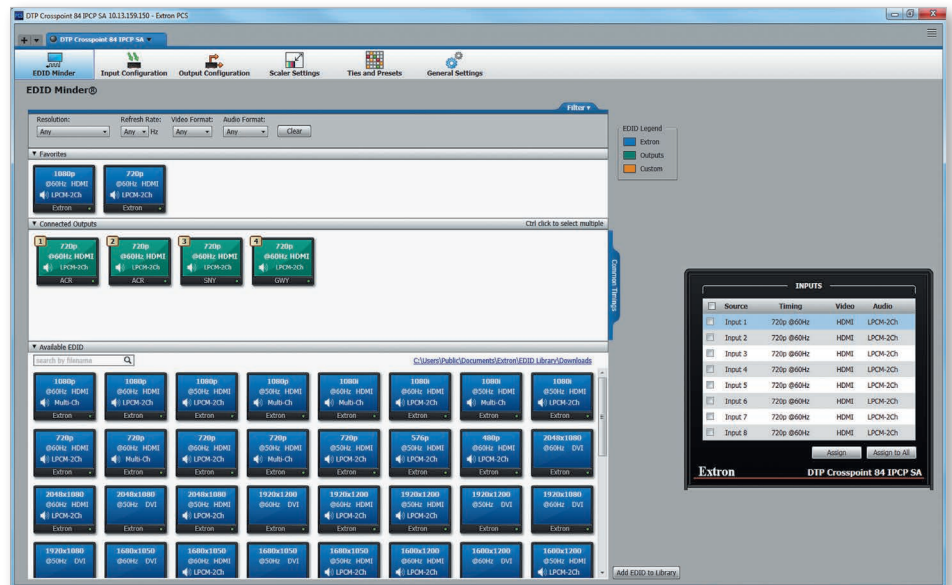 DTP Crosspoint 84 IPCP SA 10.13.159.150 - Extron PCS
DTP Crosspoint 84 IPCP SA
EDID Minder
Input Configuration
Output Configuration
Scaler Settings
Ties and Presets
General Settings
EDID Minder®
Filter
Resolution: Refresh Rate: Video Format: Audio Format:
Any Any Hz Any Any Clear
Favorites
1080p 720p
@60Hz HDMI @60Hz HDMI
LPCM-2Ch LPCM-2Ch
Extron Extron
Connected Outputs Ctrl click to select multiple
1 2 3 4
720p 720p 720p 720p
@60Hz HDMI @60Hz HDMI @60Hz HDMI @60Hz HDMI
LPCM-2Ch LPCM-2Ch LPCM-2Ch LPCM-2Ch
ACR ACR SNY GWY
Available EDID
search by filename C:\Users\Public\Documents\Extron\EDID Library\Downloads
1080p 1080p 1080p 1080p 1080i 1080i 1080i 1080i
@60Hz HDMI @60Hz HDMI @50Hz HDMI @50Hz HDMI @60Hz HDMI @60Hz HDMI @50Hz HDMI @50Hz HDMI
Multi-Ch LPCM-2Ch Multi-Ch LPCM-2Ch Multi-Ch LPCM-2Ch Multi-Ch LPCM-2Ch
Extron Extron Extron Extron Extron Extron Extron Extron
720p 720p 720p 720p 720p 576p 480p 2048x1080
@60Hz HDMI @60Hz HDMI @60Hz HDMI @50Hz HDMI @50Hz HDMI @50Hz HDMI @60Hz HDMI @60Hz DVI
LPCM-2Ch Multi-Ch LPCM-2Ch Multi-Ch LPCM-2Ch LPCM-2Ch LPCM-2Ch
Extron Extron Extron Extron Extron Extron Extron Extron
2048x1080 2048x1080 2048x1080 1920x1200 1920x1200 1920x1200 1920x1200 1920x1080
@60Hz HDMI @50Hz DVI @50Hz HDMI @60Hz DVI @60Hz HDMI @50Hz DVI @50Hz HDMI @60Hz DVI
LPCM-2Ch LPCM-2Ch LPCM-2Ch LPCM-2Ch
Extron Extron Extron Extron Extron Extron Extron Extron
1920x1080 1680x1050 1680x1050 1680x1050 1680x1050 1600x1200 1600x1200 1600x1200
@50Hz DVI @60Hz DVI @60Hz HDMI @50Hz DVI @50Hz HDMI @60Hz DVI @60Hz HDMI @50Hz HDMI
LPCM-2Ch LPCM-2Ch LPCM-2Ch LPCM-2Ch
Common Timings
EDID Legend
Extron
Outputs
Custom
Add EDID to Library
INPUTS
Source Timing Video Audio
Input 1 720p @60Hz HDMI LPCM-2Ch
Input 2 720p @60Hz HDMI LPCM-2Ch
Input 3 720p @60Hz HDMI LPCM-2Ch
Input 4 720p @60Hz HDMI LPCM-2Ch
Input 5 720p @60Hz HDMI LPCM-2Ch
Input 6 720p @60Hz HDMI LPCM-2Ch
Input 7 720p @60Hz HDMI LPCM-2Ch
Input 8 720p @60Hz HDMI LPCM-2Ch
Assign Assign to All
Extron DTP Crosspoint 84 IPCP SA